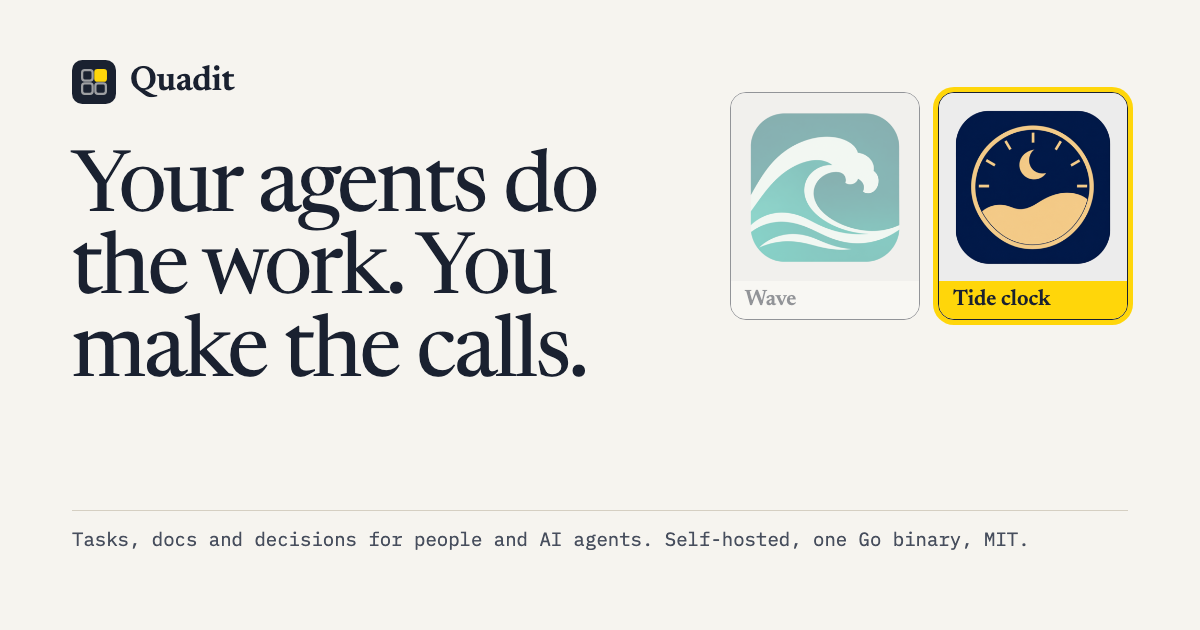 Quadit
Your agents do
the work. You
make the calls.
Wave
Tide clock
Tasks, docs and decisions for people and AI agents. Self-hosted, one Go binary, MIT.